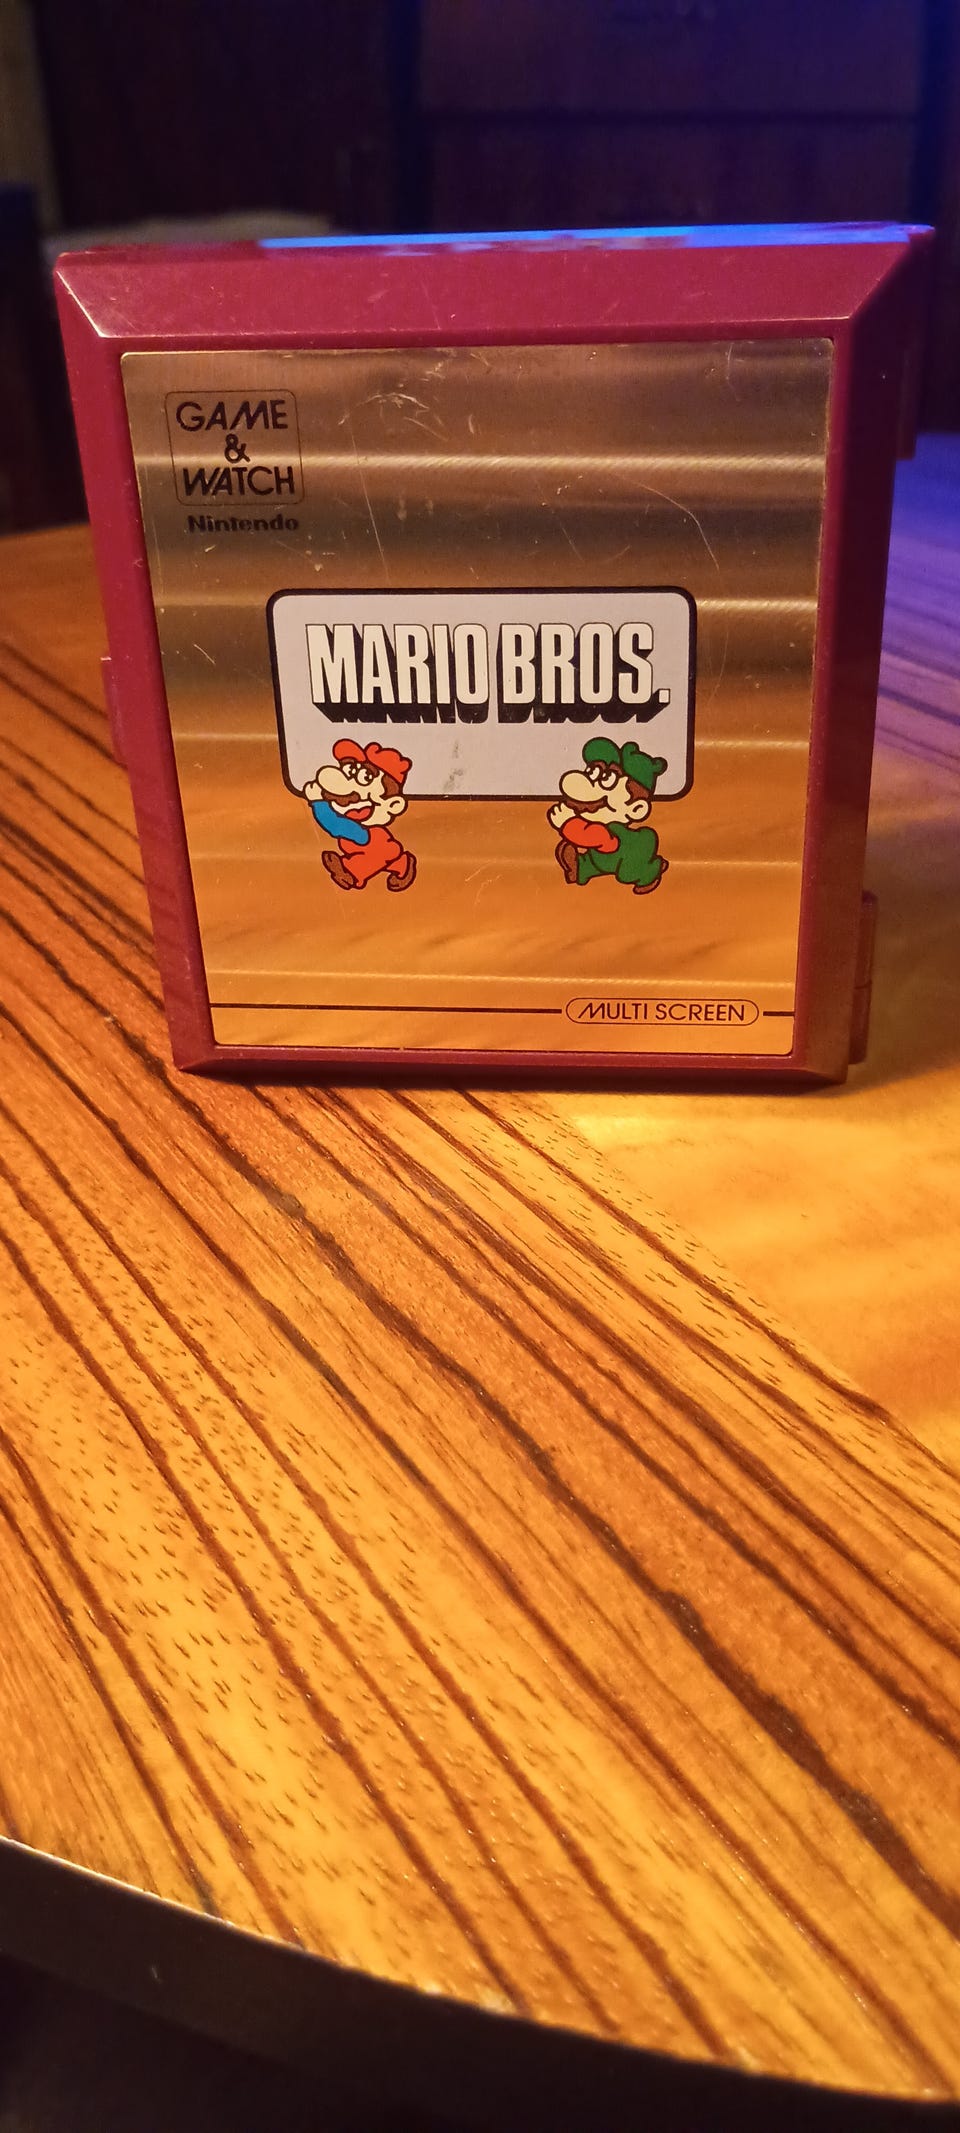 GAME
&
WATCH
Nintendo
MARIO BROS.
MULTI SCREEN